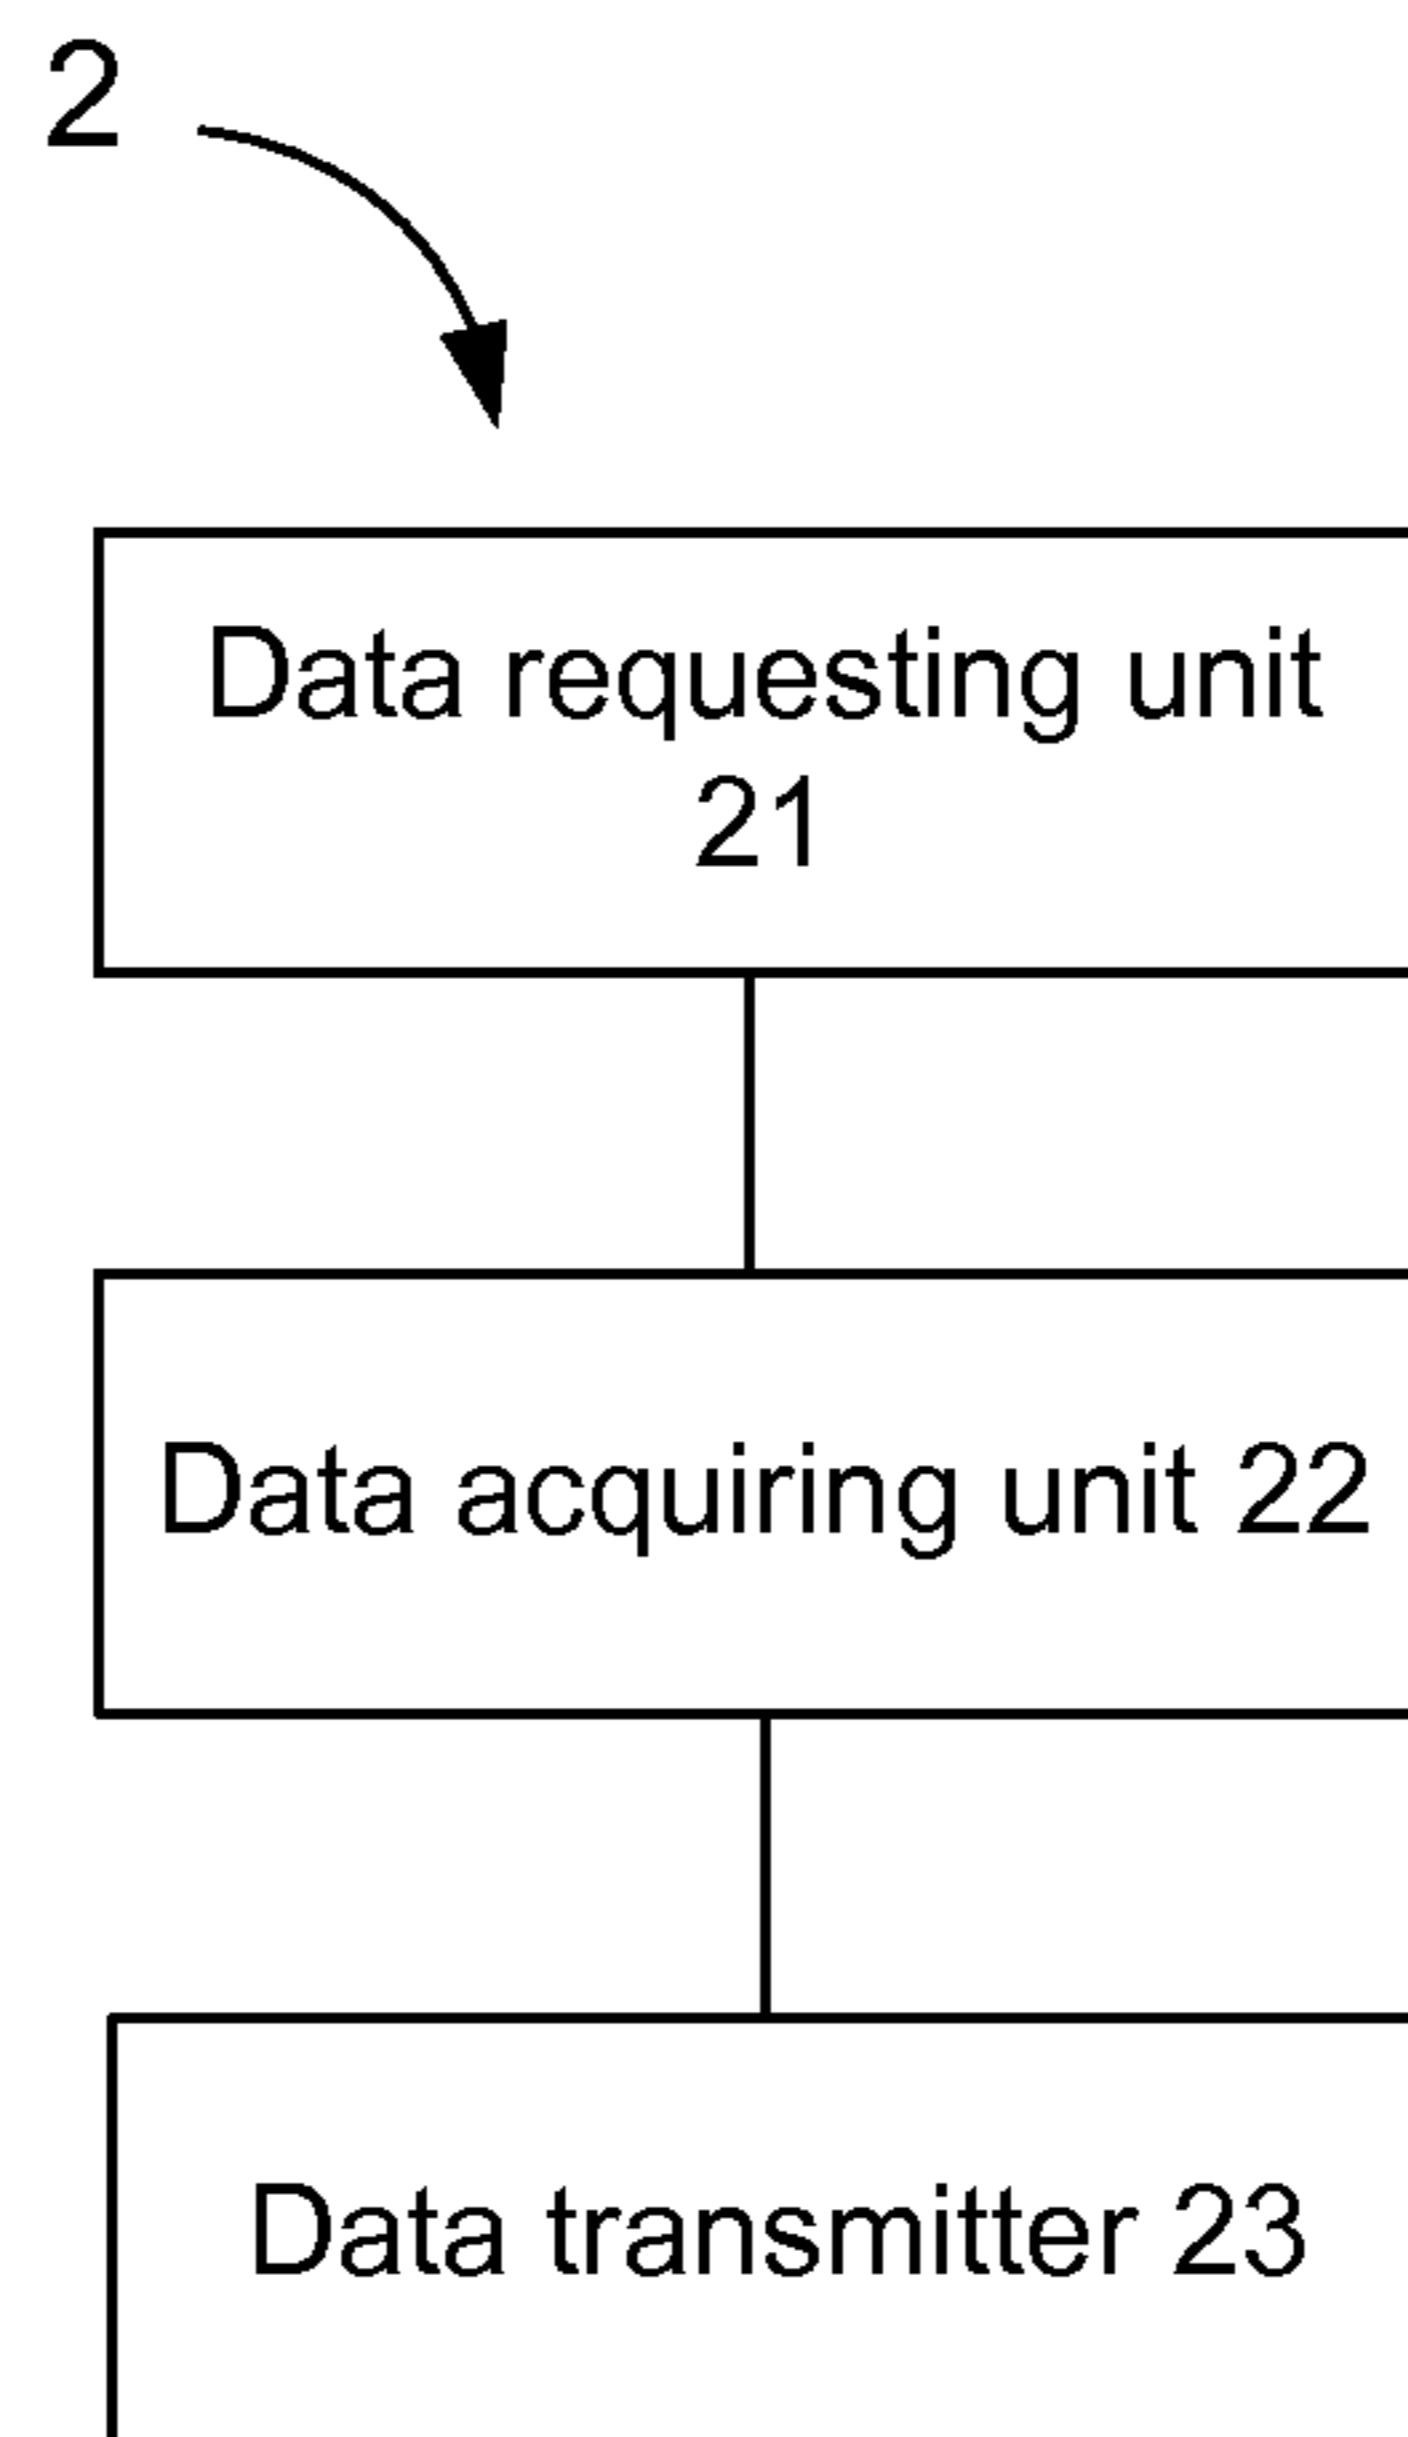 2
Data requesting unit
21
Data acquiring unit 22
Data transmitter 23